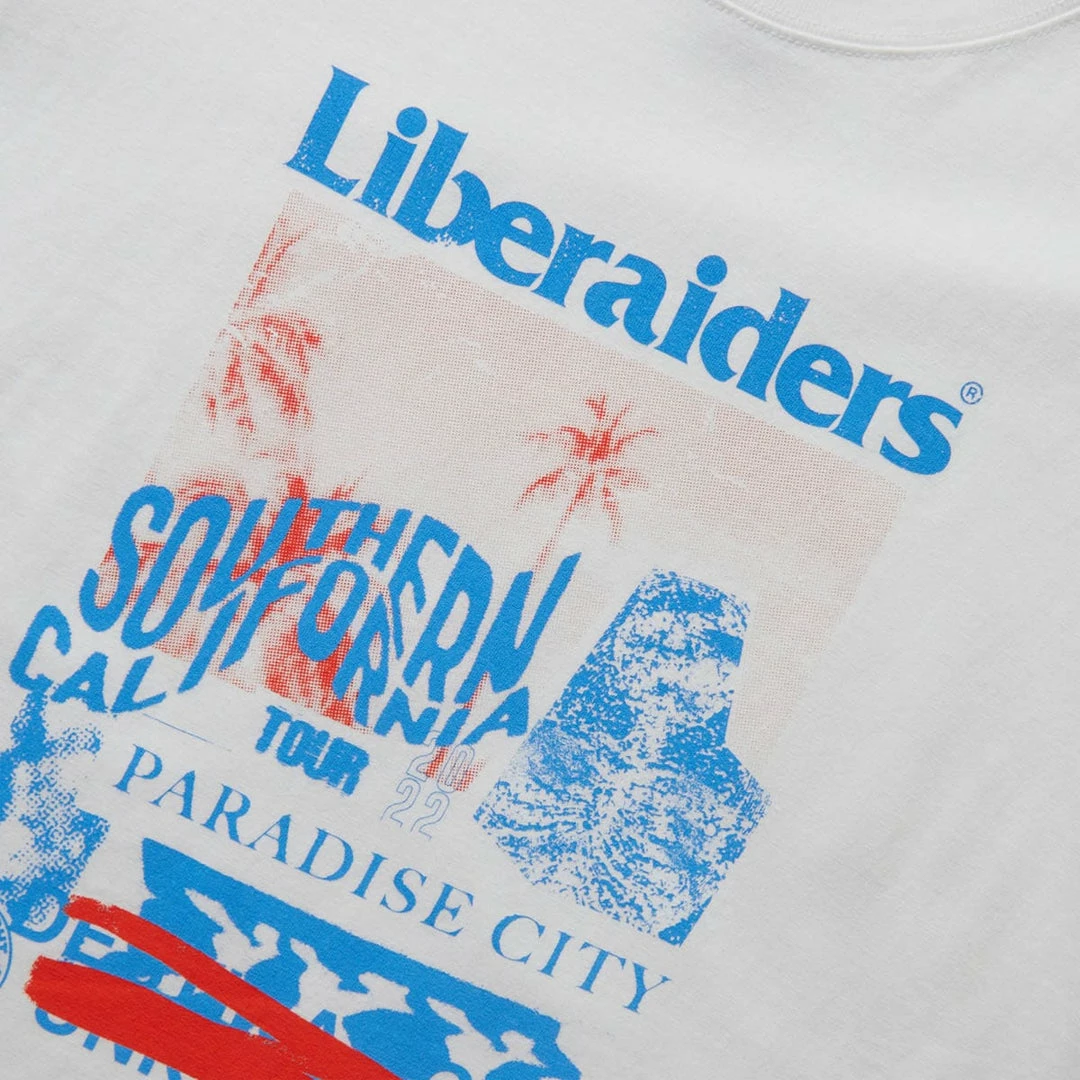 Liberaiders®
SOUTHERN
CALIFORNIA
TOUR
2022
PARADISE CITY